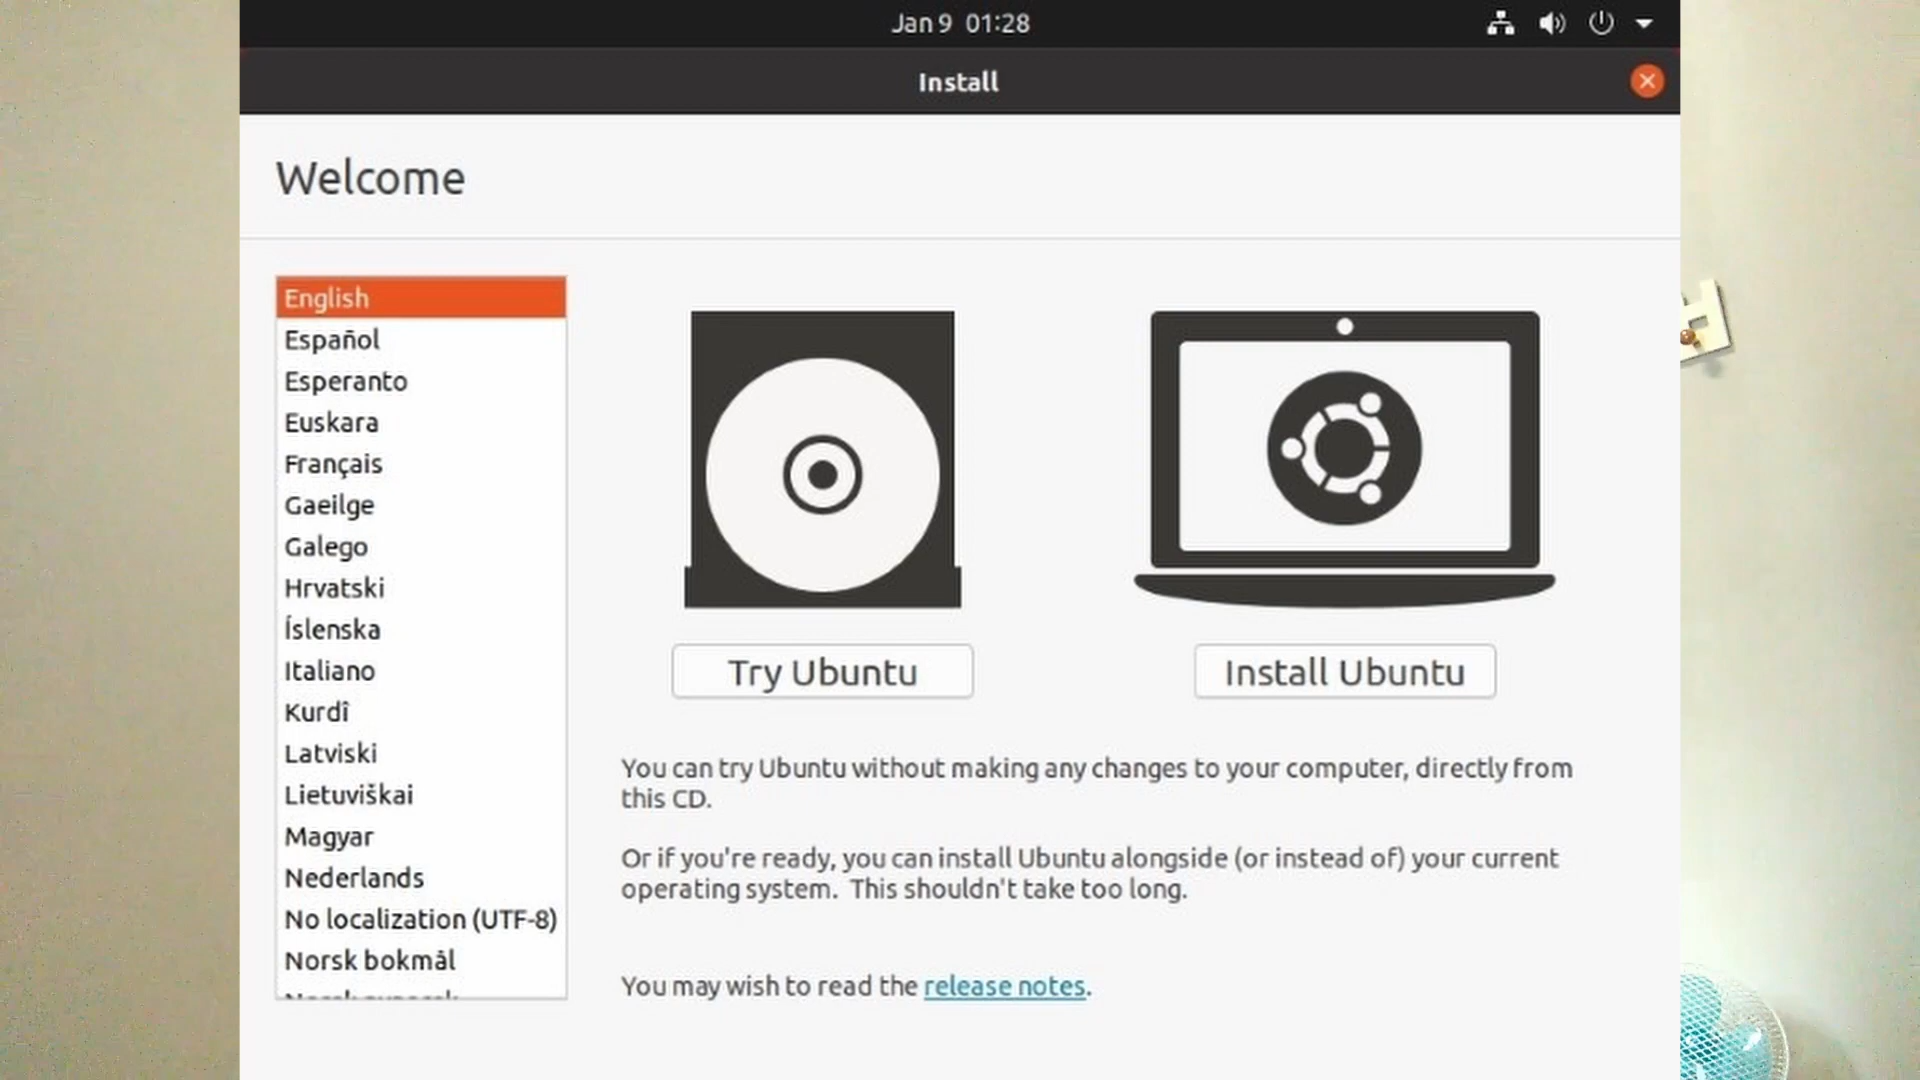 Jan 9 01:28
Install
Welcome
English
Español
Esperanto
Euskara
Français
Gaeilge
Galego
Hrvatski
Íslenska
Italiano
Kurdî
Latviski
Lietuviškai
Magyar
Nederlands
No localization (UTF-8)
Norsk bokmål
Try Ubuntu
Install Ubuntu
You can try Ubuntu without making any changes to your computer, directly from
this CD.
Or if you're ready, you can install Ubuntu alongside (or instead of) your current
operating system. This shouldn't take too long.
You may wish to read the release notes.